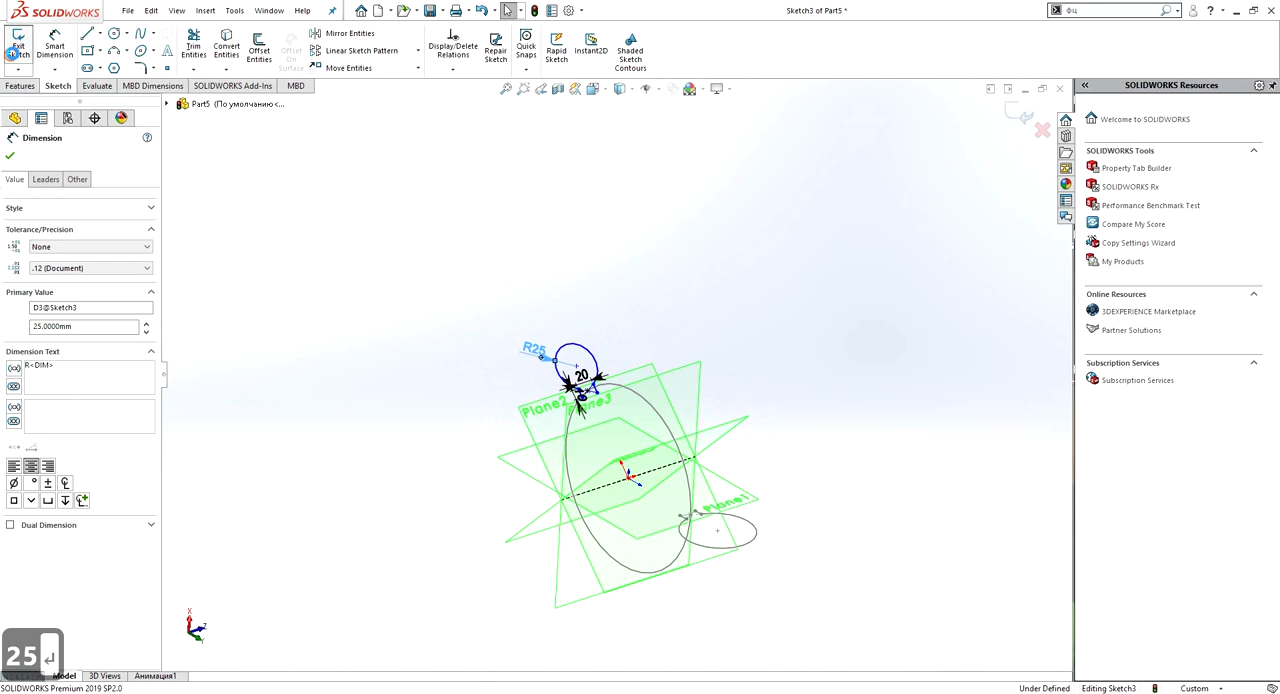 SOLIDWORKS
File
Edit
View
Insert
Tools
Window
Help
Sketch3 of Part5 *
фц
Exit Sketch
Smart Dimension
Trim Entities
Convert Entities
Offset Entities
Offset On Surface
Mirror Entities
Linear Sketch Pattern
Move Entities
Display/Delete Relations
Repair Sketch
Quick Snaps
Rapid Sketch
Instant2D
Shaded Sketch Contours
Features
Sketch
Evaluate
MBD Dimensions
SOLIDWORKS Add-Ins
MBD
Part5 (По умолчанию <...
Dimension
Value
Leaders
Other
Style
Tolerance/Precision
None
.12 (Document)
Primary Value
D3@Sketch3
25.0000mm
Dimension Text
R<DIM>
Dual Dimension
R25
20
Plane2
Plane3
Plane1
X
Z
Y
25
Model
3D Views
Анимация1
SOLIDWORKS Premium 2019 SP2.0
Under Defined
Editing Sketch3
Custom
SOLIDWORKS Resources
Welcome to SOLIDWORKS
SOLIDWORKS Tools
Property Tab Builder
SOLIDWORKS Rx
Performance Benchmark Test
Compare My Score
Copy Settings Wizard
My Products
Online Resources
3DEXPERIENCE Marketplace
Partner Solutions
Subscription Services
Subscription Services